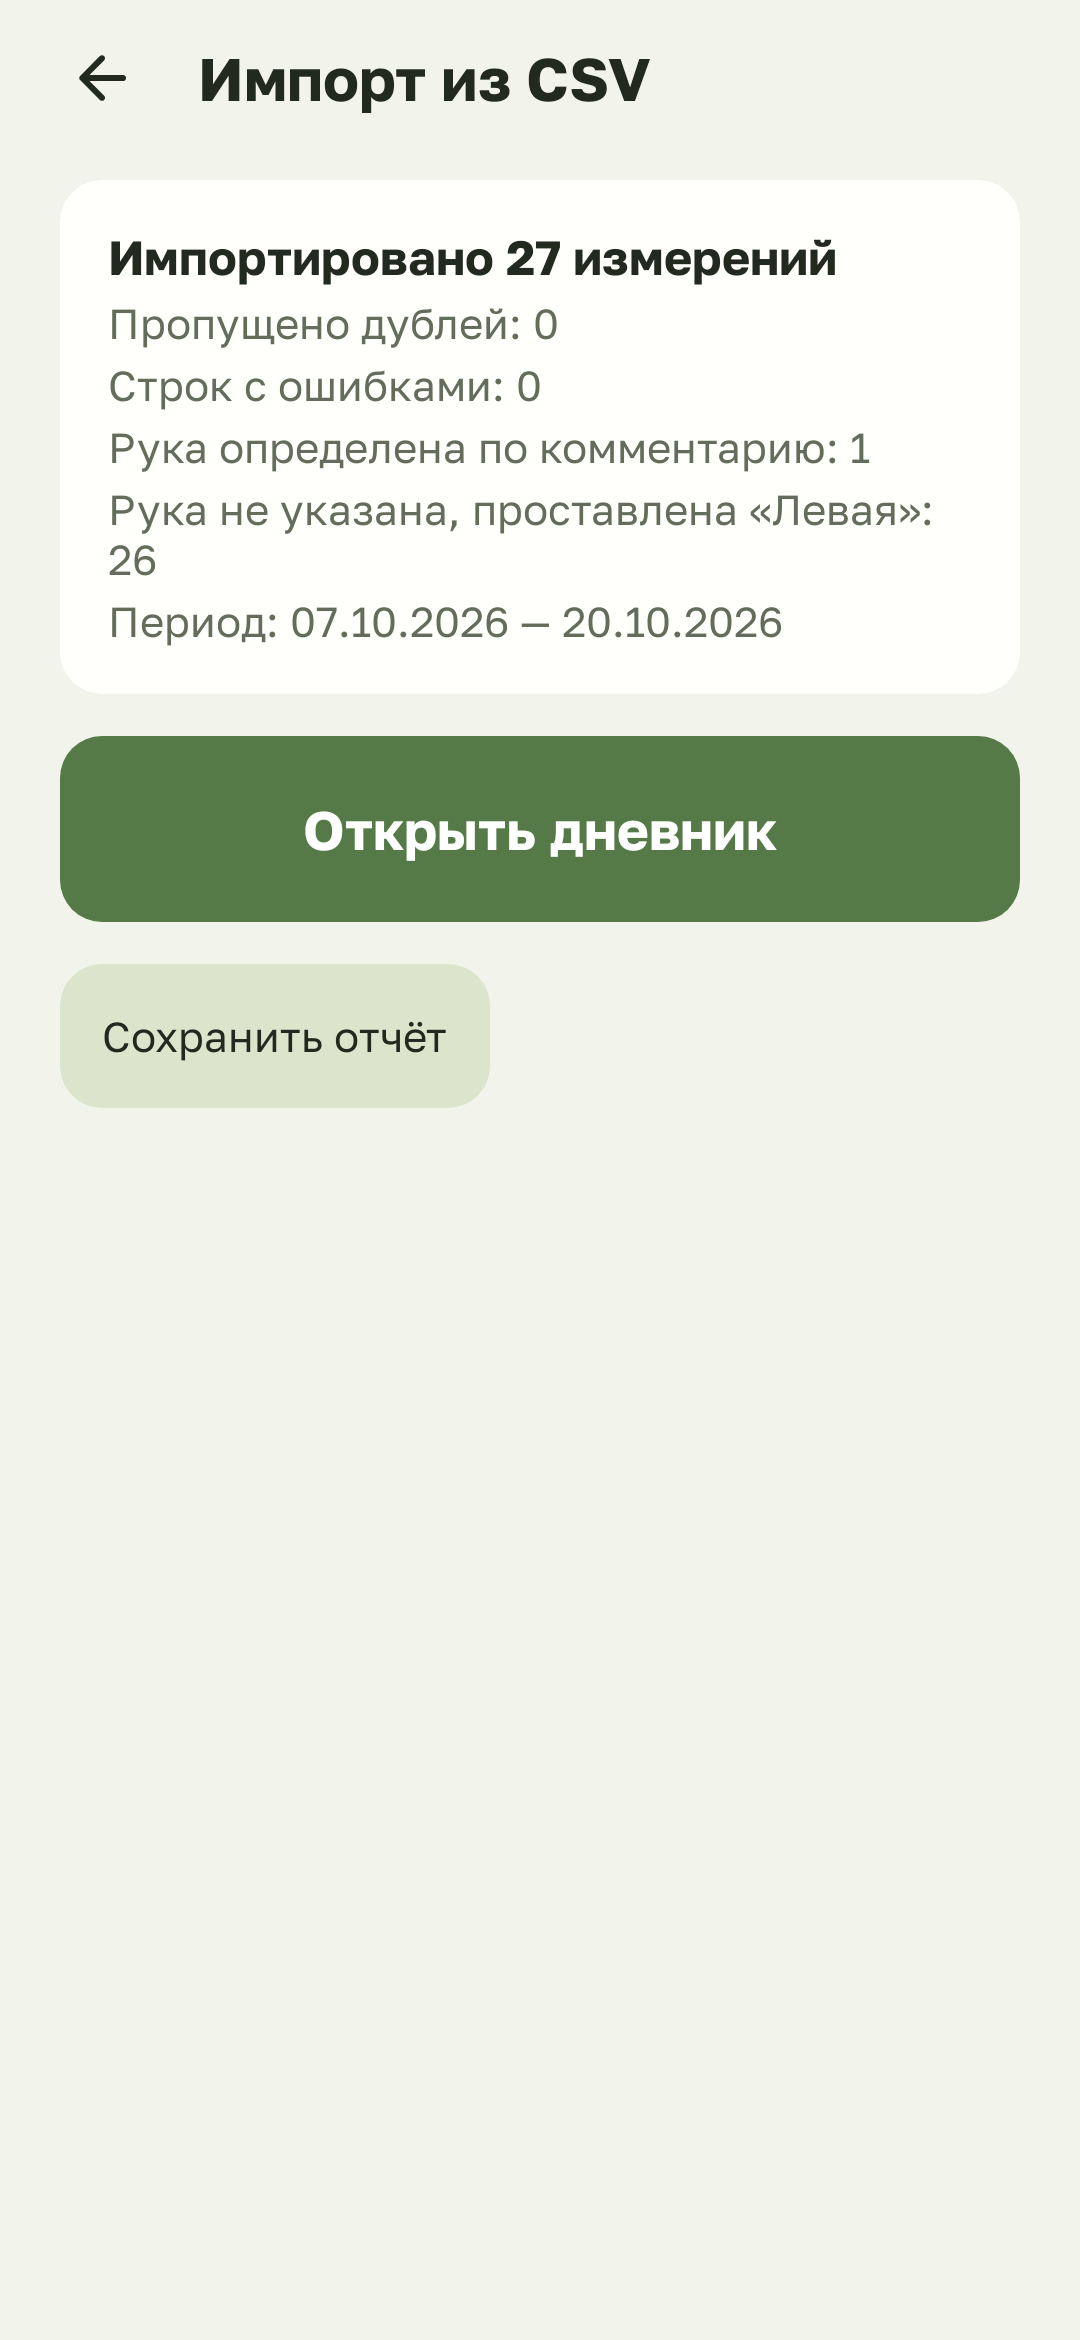 Импорт из CSV
Импортировано 27 измерений
Пропущено дублей: 0
Строк с ошибками: 0
Рука определена по комментарию: 1
Рука не указана, проставлена «Левая»:
26
Период: 07.10.2026 — 20.10.2026
Открыть дневник
Сохранить отчёт